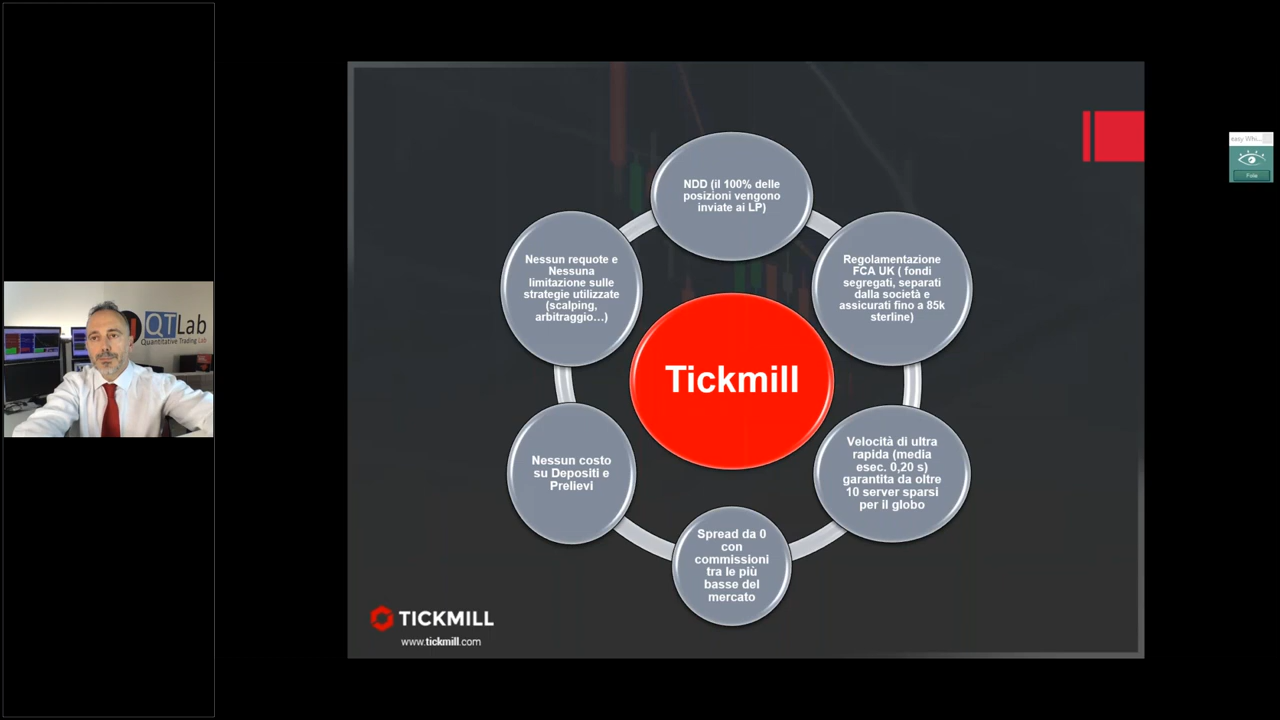 NDD (il 100% delle
posizioni vengono
inviate ai LP)
Regolamentazione
FCA UK ( fondi
segregati, separati
dalla società e
assicurati fino a 85k
sterline)
Velocità di ultra
rapida (media
esec. 0,20 s)
garantita da oltre
10 server sparsi
per il globo
Spread da 0
con
commissioni
tra le più
basse del
mercato
Nessun costo
su Depositi e
Prelievi
Nessun requote e
Nessuna
limitazione sulle
strategie utilizzate
(scalping,
arbitraggio...)
Tickmill
TICKMILL
www.tickmill.com
QTLab
Quantitative Trading Lab
easy Whi...
Folie